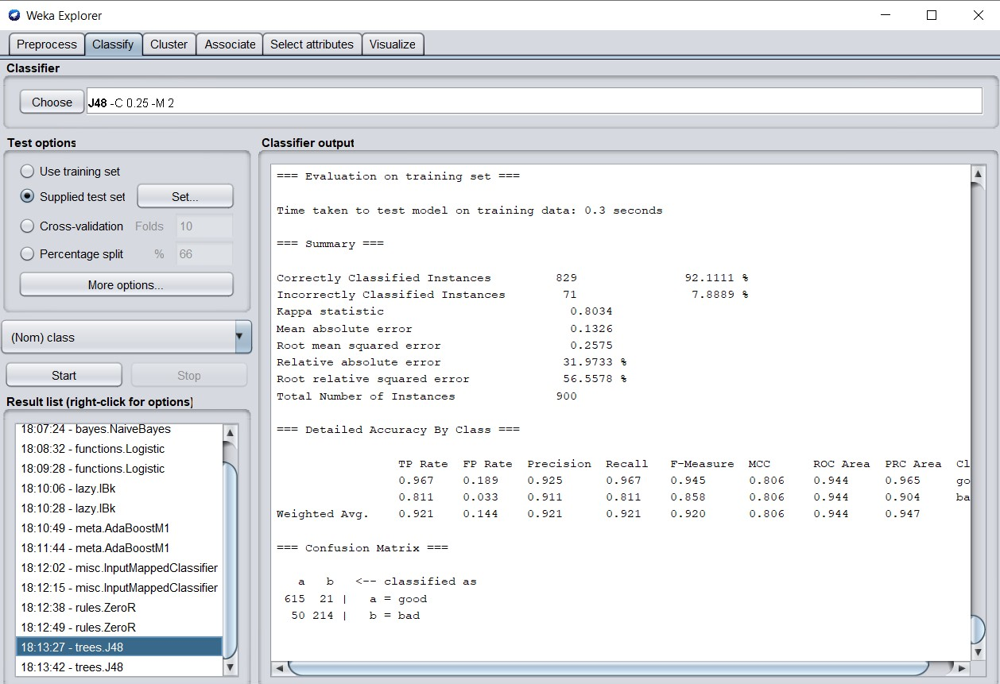 Weka Explorer
Preprocess Classify Cluster Associate Select attributes Visualize
Classifier
Choose J48 -C 0.25 -M 2
Test options
Use training set
Supplied test set Set...
Cross-validation Folds 10
Percentage split % 66
More options...
(Nom) class
Start Stop
Result list (right-click for options)
18:07:24 - bayes.NaiveBayes
18:08:32 - functions.Logistic
18:09:28 - functions.Logistic
18:10:06 - lazy.IBk
18:10:28 - lazy.IBk
18:10:49 - meta.AdaBoostM1
18:11:44 - meta.AdaBoostM1
18:12:02 - misc.InputMappedClassifier
18:12:15 - misc.InputMappedClassifier
18:12:38 - rules.ZeroR
18:12:49 - rules.ZeroR
18:13:27 - trees.J48
18:13:42 - trees.J48
Classifier output
=== Evaluation on training set ===
Time taken to test model on training data: 0.3 seconds
=== Summary ===
Correctly Classified Instances 829 92.1111 %
Incorrectly Classified Instances 71 7.8889 %
Kappa statistic 0.8034
Mean absolute error 0.1326
Root mean squared error 0.2575
Relative absolute error 31.9733 %
Root relative squared error 56.5578 %
Total Number of Instances 900
=== Detailed Accuracy By Class ===
TP Rate FP Rate Precision Recall F-Measure MCC ROC Area PRC Area Cl
0.967 0.189 0.925 0.967 0.945 0.806 0.944 0.965 go
0.811 0.033 0.911 0.811 0.858 0.806 0.944 0.904 ba
Weighted Avg. 0.921 0.144 0.921 0.921 0.920 0.806 0.944 0.947
=== Confusion Matrix ===
a b <-- classified as
615 21 | a = good
50 214 | b = bad